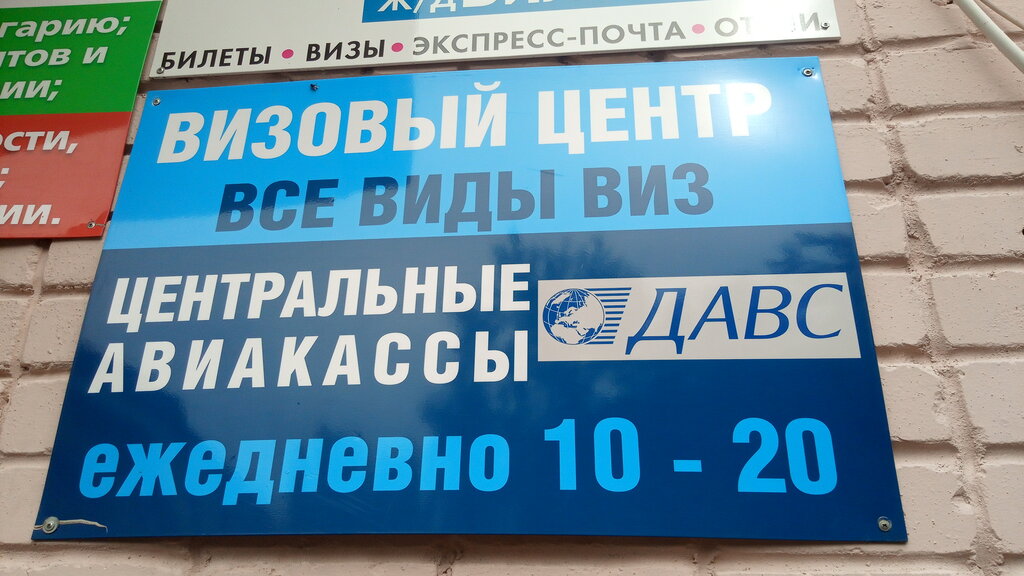 Ж/Д
БИЛЕТЫ • ВИЗЫ • ЭКСПРЕСС-ПОЧТА •
ВИЗОВЫЙ ЦЕНТР
ВСЕ ВИДЫ ВИЗ
ЦЕНТРАЛЬНЫЕ
АВИАКАССЫ
ДАВС
ежедневно 10 - 20